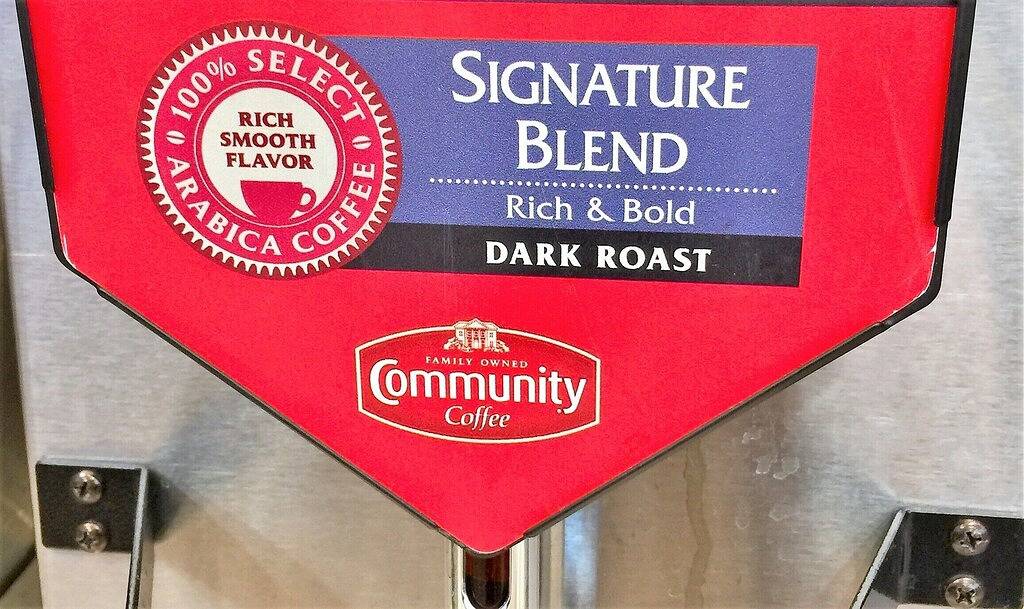 100% SELECT
ARABICA COFFEE
RICH
SMOOTH
FLAVOR
SIGNATURE
BLEND
Rich & Bold
DARK ROAST
FAMILY OWNED
Community
Coffee